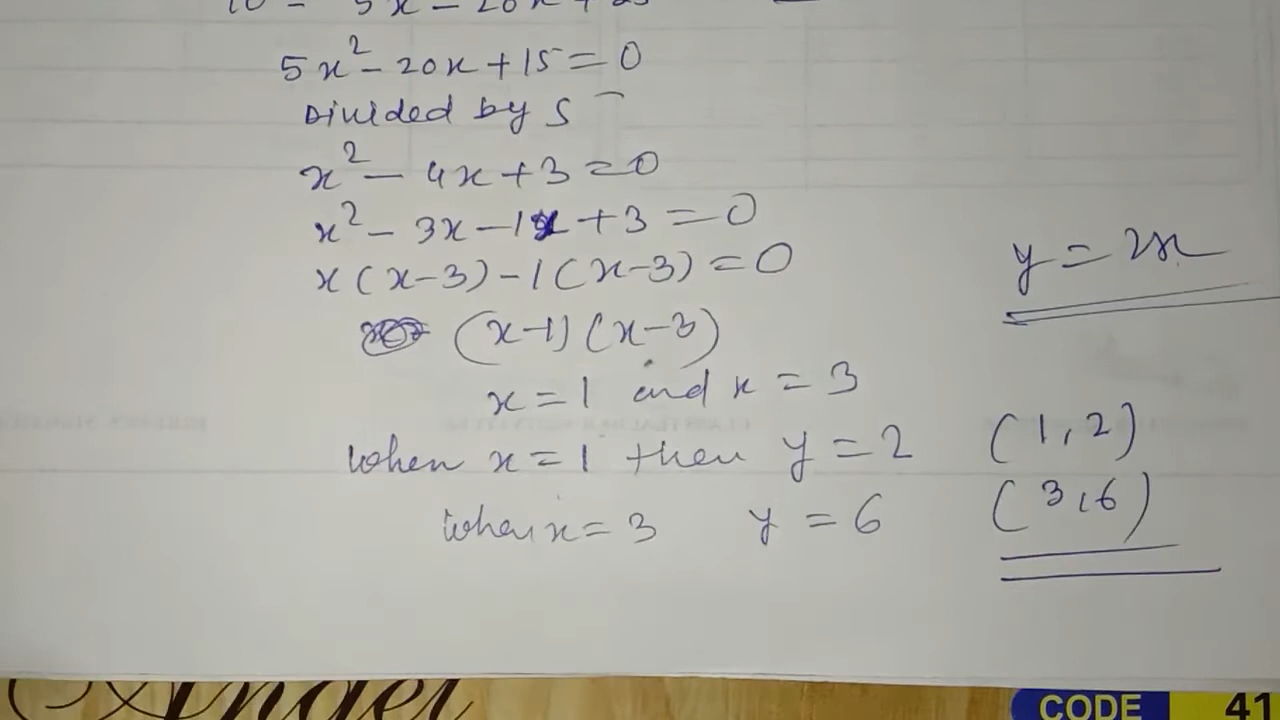 5x² - 20x + 15 = 0
Divided by 5
x² - 4x + 3 = 0
x² - 3x - 1x + 3 = 0
x(x-3) - 1(x-3) = 0
y = 2x
(x-1)(x-3)
x = 1 and x = 3
when x = 1 then y = 2 (1,2)
when x = 3 y = 6 (3,6)
Angel
CODE 41